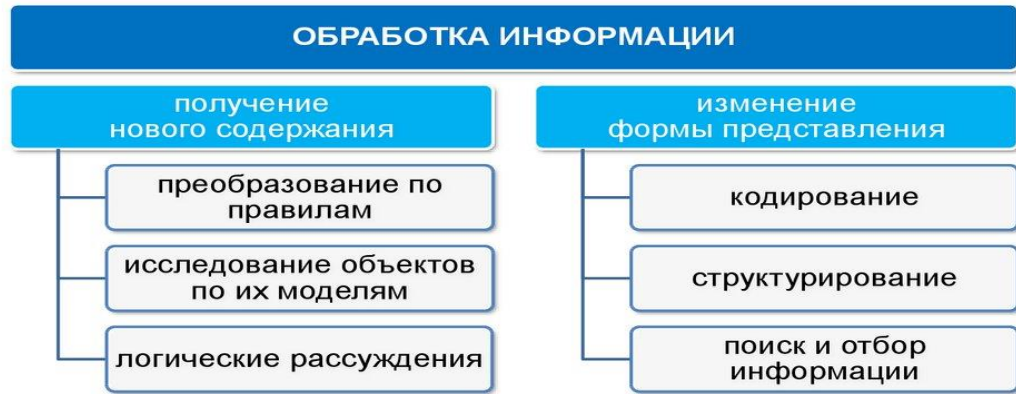 ОБРАБОТКА ИНФОРМАЦИИ
получение
нового содержания
преобразование по
правилам
исследование объектов
по их моделям
логические рассуждения
изменение
формы представления
кодирование
структурирование
поиск и отбор
информации